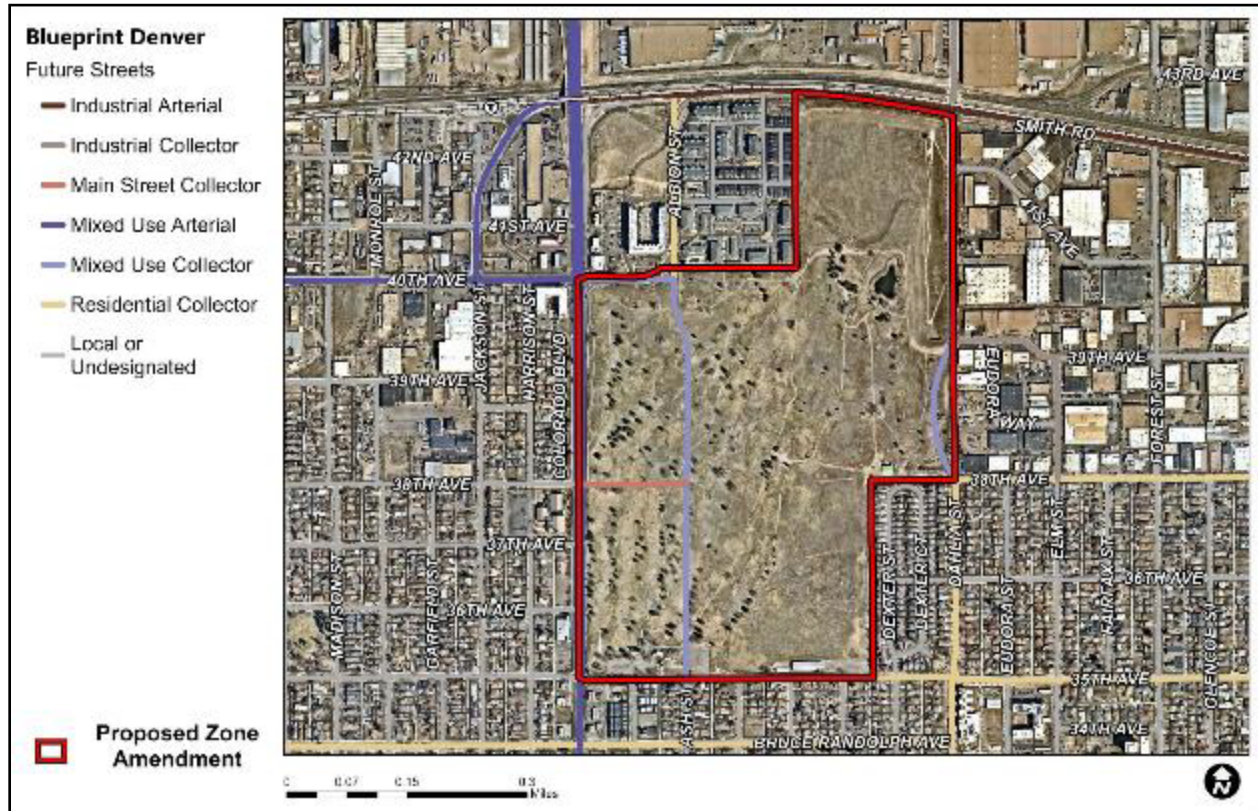 Blueprint Denver
Future Streets
Industrial Arterial
Industrial Collector
Main Street Collector
Mixed Use Arterial
Mixed Use Collector
Residential Collector
Local or
Undesignated
Proposed Zone
Amendment
43RD AVE
SMITH RD
42ND AVE
ALBION ST
MONROE ST
41ST AVE
41ST AVE
40TH AVE
JACKSON ST
HARRISON ST
COLORADO BLVD
39TH AVE
39TH AVE
EUDORA
WAY
FOREST ST
38TH AVE
38TH AVE
37TH AVE
DEXTER ST
DEXTER CT
DAHLIA ST
ELM ST
36TH AVE
36TH AVE
MADISON ST
GARFIELD ST
EUDORA ST
FAIRFAX ST
GLENCOE ST
35TH AVE
ASH ST
34TH AVE
BRUCE RANDOLPH AVE
0 0.07 0.15 0.3
Miles
N